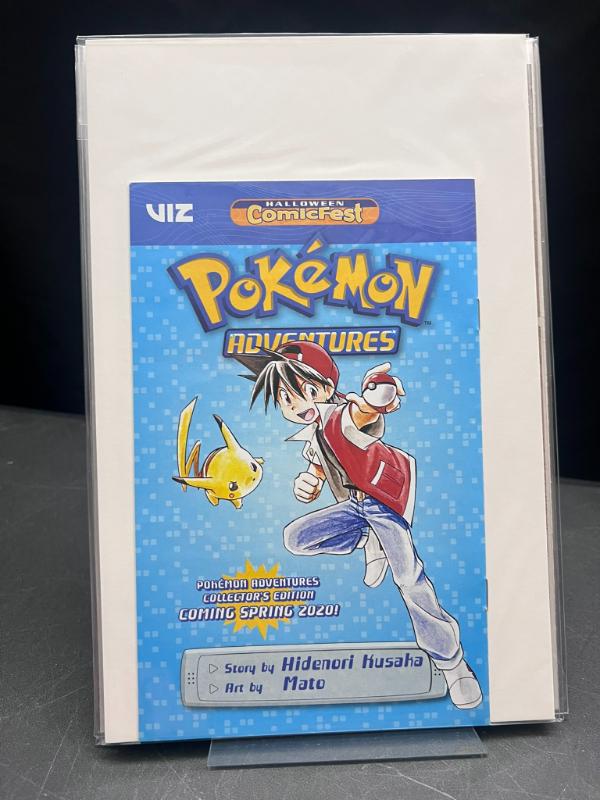 VIZ
HALLOWEEN
ComicFest
POKéMON
TM
ADVENTURES
POKéMON ADVENTURES
COLLECTOR'S EDITION
COMING SPRING 2020!
Story by Hidenori Kusaka
Art by Mato